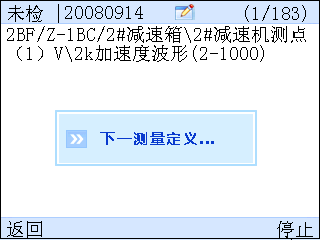 未检 |20080914 (1/183)
2BF/Z-1BC/2#减速箱\2#减速机测点
（1）V\2k加速度波形(2-1000)
下一测量定义...
返回 停止